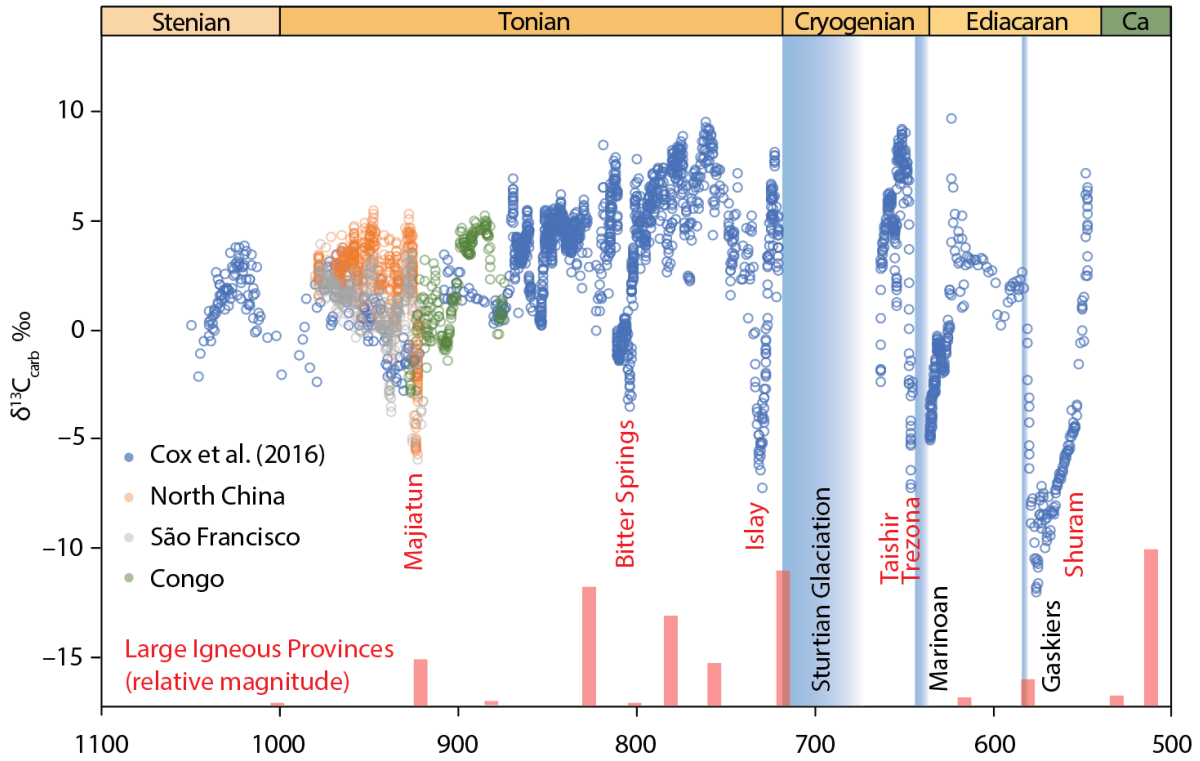 Stenian
Tonian
Cryogenian
Ediacaran
Ca
10
5
0
−5
−10
−15
δ¹³C_carb ‰
Cox et al. (2016)
North China
São Francisco
Congo
Large Igneous Provinces
(relative magnitude)
Majiatun
Bitter Springs
Islay
Sturtian Glaciation
Taishir
Trezona
Marinoan
Gaskiers
Shuram
1100
1000
900
800
700
600
500